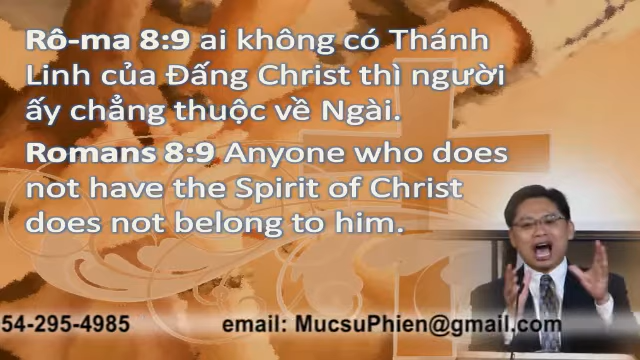 Rô-ma 8:9 ai không có Thánh
Linh của Đấng Christ thì người
ấy chẳng thuộc về Ngài.
Romans 8:9 Anyone who does
not have the Spirit of Christ
does not belong to him.
54-295-4985 email: MucsuPhien@gmail.com